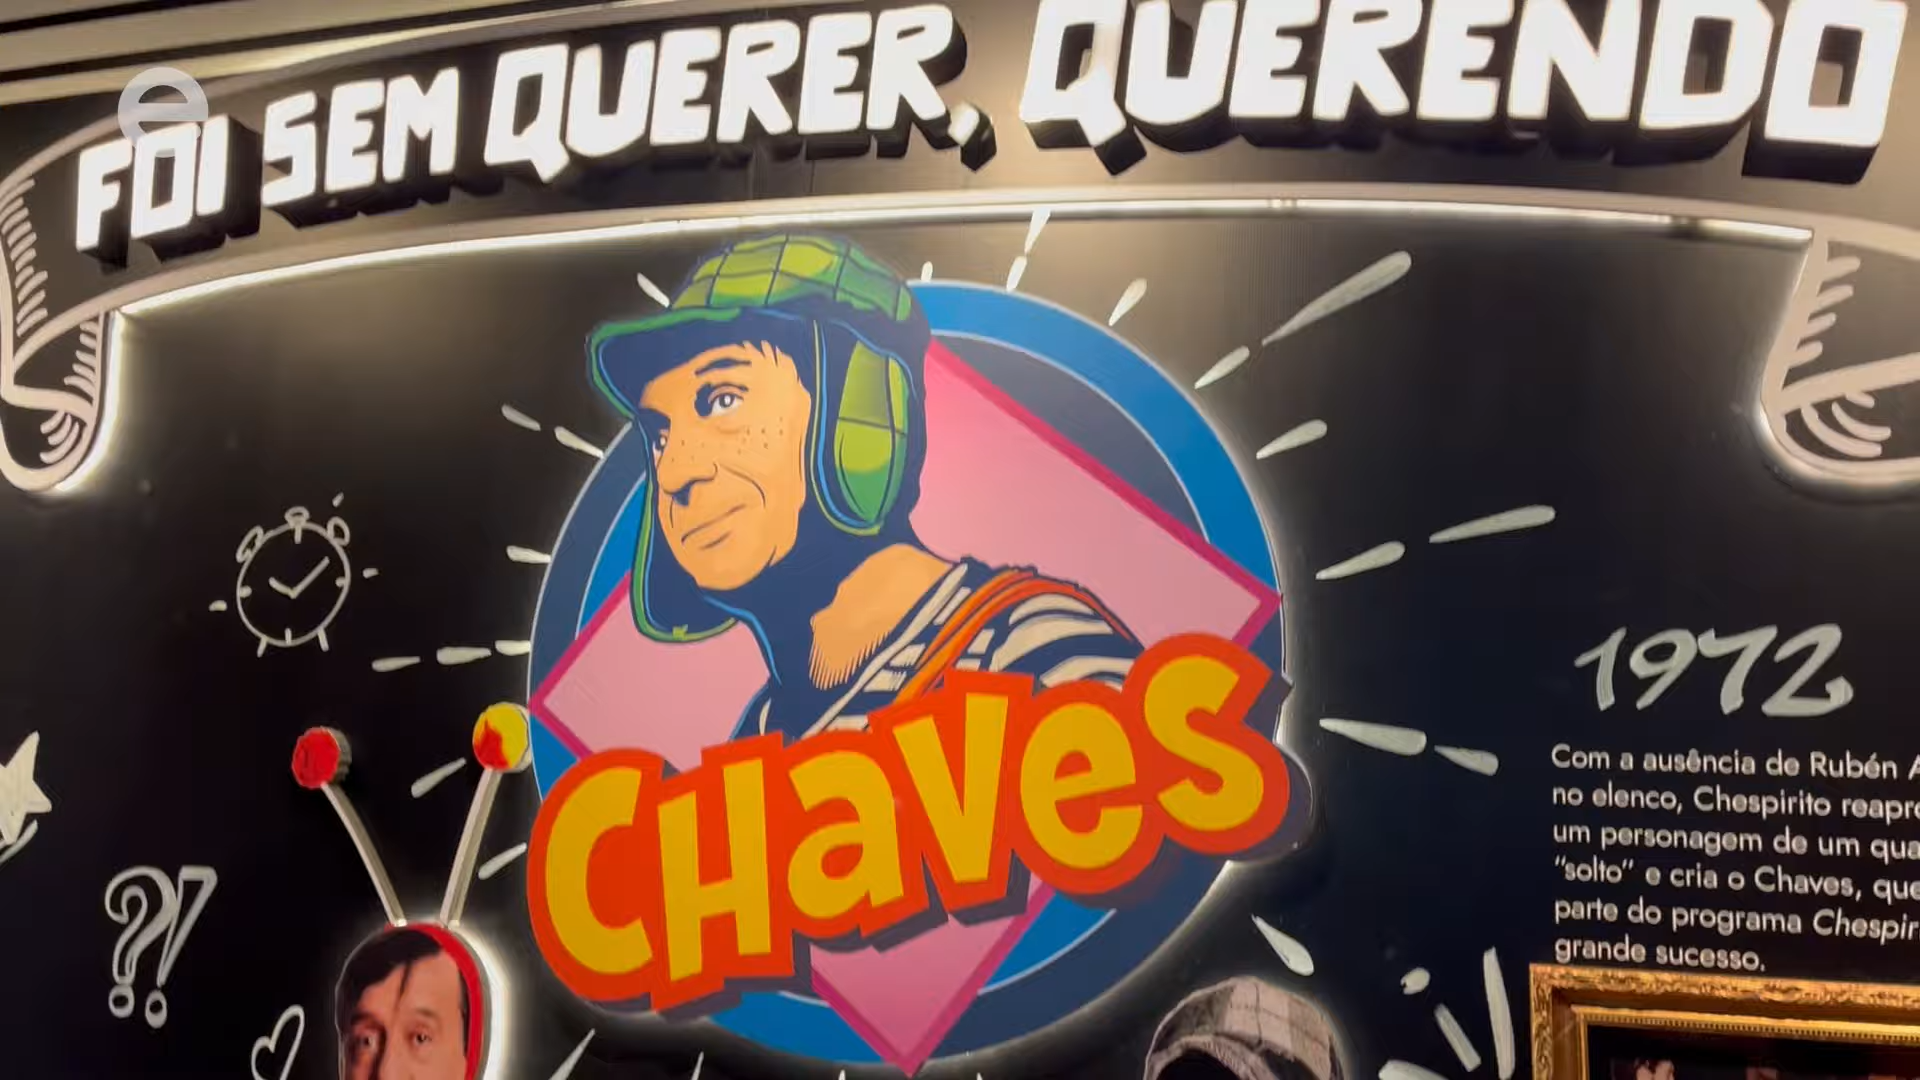 FOI SEM QUERER, QUERENDO
CHaVeS
1972
Com a ausência de Rubén
no elenco, Chespirito
um personagem de um
"solto" e cria o Chaves,
parte do programa
grande sucesso.
?!
e